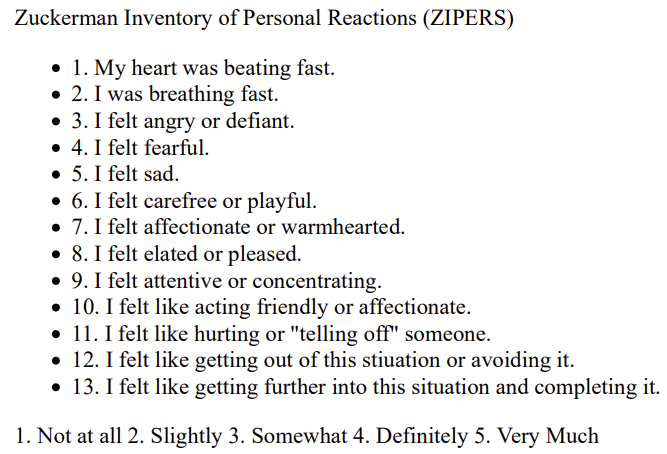 Zuckerman Inventory of Personal Reactions (ZIPERS)
• 1. My heart was beating fast.
• 2. I was breathing fast.
• 3. I felt angry or defiant.
• 4. I felt fearful.
• 5. I felt sad.
• 6. I felt carefree or playful.
• 7. I felt affectionate or warmhearted.
• 8. I felt elated or pleased.
• 9. I felt attentive or concentrating.
• 10. I felt like acting friendly or affectionate.
• 11. I felt like hurting or "telling off" someone.
• 12. I felt like getting out of this stiuation or avoiding it.
• 13. I felt like getting further into this situation and completing it.
1. Not at all 2. Slightly 3. Somewhat 4. Definitely 5. Very Much